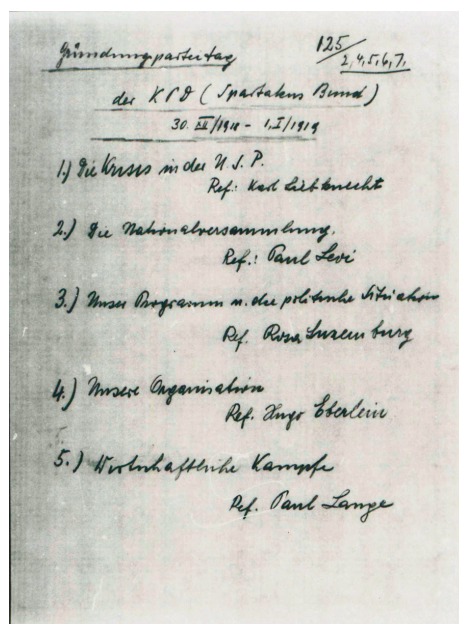 Gründungsparteitag
125/
2,4,5,6,7.
der KPD (Spartakus Bund)
30. XII/1918 - 1. I/1919
1.) Die Krisis in der U.S.P.
Ref.: Karl Liebknecht
2.) Die Nationalversammlung.
Ref.: Paul Levi
3.) Unser Programm u. die politische Situation
Ref. Rosa Luxemburg
4.) Unsere Organisation
Ref. Hugo Eberlein
5.) Wirtschaftliche Kämpfe
Ref. Paul Lange